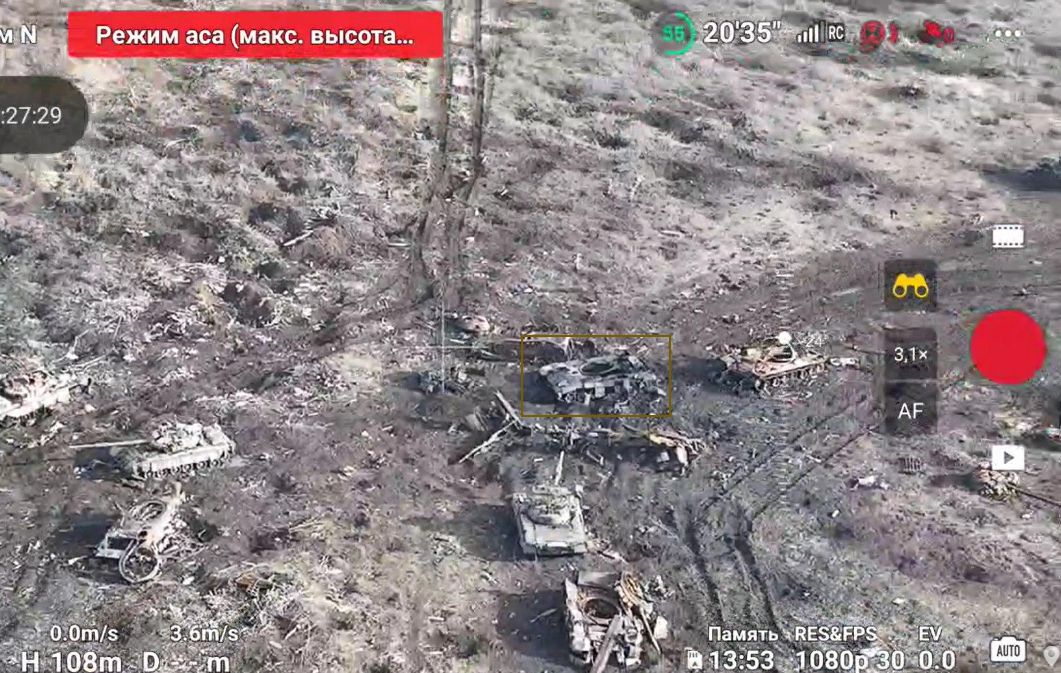 м N
Режим аса (макс. высота...
55
20'35"
RC
:27:29
-24°
3,1×
AF
0.0m/s
3.6m/s
H 108m
D -- m
Память
RES&FPS
EV
13:53
1080p 30
0.0
AUTO